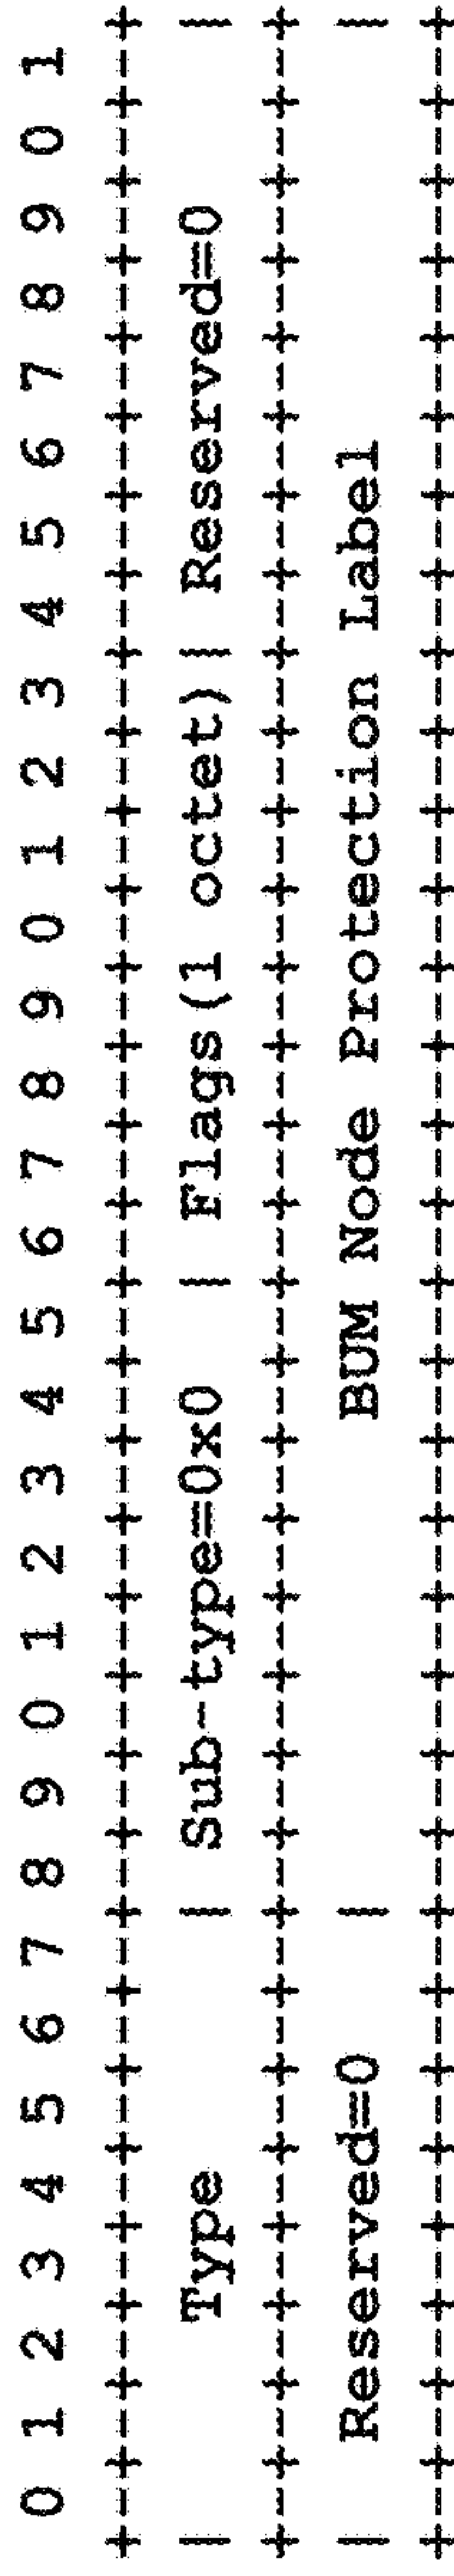 0 1 2 3 4 5 6 7 8 9 0 1 2 3 4 5 6 7 8 9 0 1 2 3 4 5 6 7 8 9 0 1
+-+-+-+-+-+-+-+-+-+-+-+-+-+-+-+-+-+-+-+-+-+-+-+-+-+-+-+-+-+-+-+-+
| Type | Sub-type=0x0 | Flags(1 octet)| Reserved=0 |
+-+-+-+-+-+-+-+-+-+-+-+-+-+-+-+-+-+-+-+-+-+-+-+-+-+-+-+-+-+-+-+-+
| Reserved=0 | BUM Node Protection Label |
+-+-+-+-+-+-+-+-+-+-+-+-+-+-+-+-+-+-+-+-+-+-+-+-+-+-+-+-+-+-+-+-+